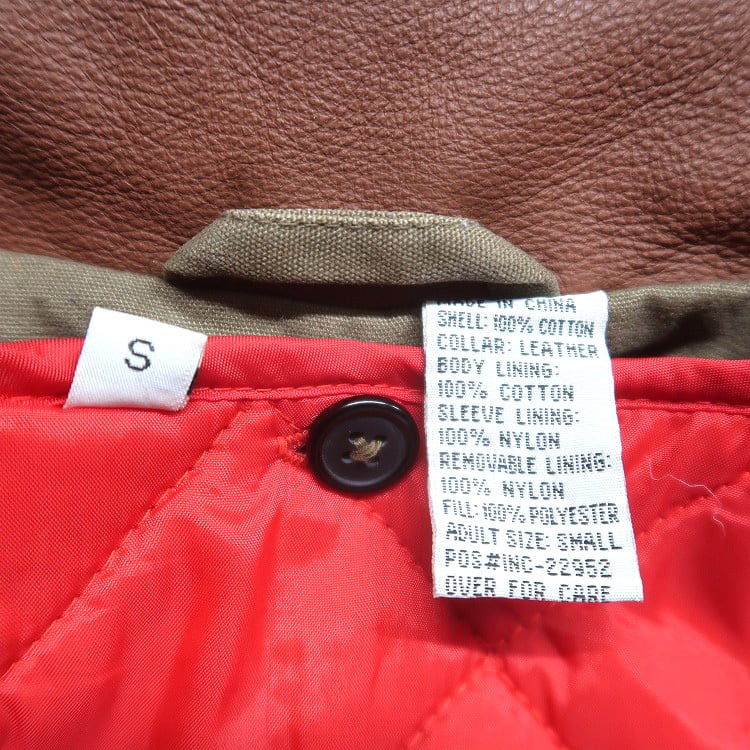 S
MADE IN CHINA
SHELL: 100% COTTON
COLLAR: LEATHER
BODY LINING:
100% COTTON
SLEEVE LINING:
100% NYLON
REMOVABLE LINING:
100% NYLON
FILL: 100% POLYESTER
ADULT SIZE: SMALL
POS#INC-22952
OVER FOR CARE